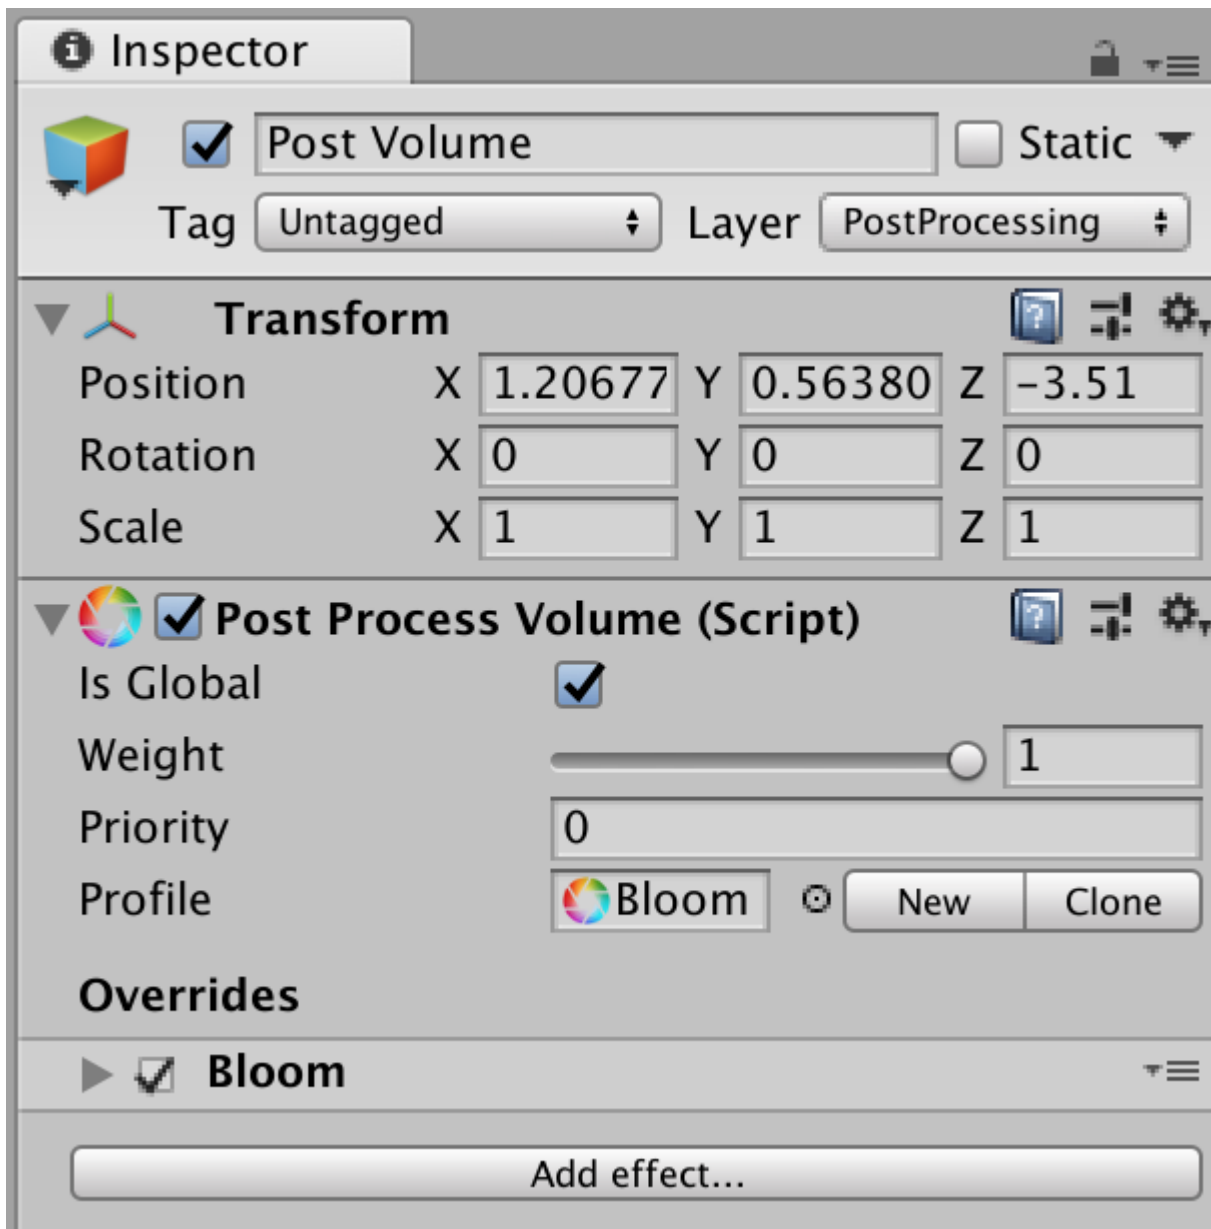 Inspector
Post Volume Static
Tag Untagged Layer PostProcessing
Transform
Position X 1.20677 Y 0.56380 Z -3.51
Rotation X 0 Y 0 Z 0
Scale X 1 Y 1 Z 1
Post Process Volume (Script)
Is Global
Weight 1
Priority 0
Profile Bloom New Clone
Overrides
Bloom
Add effect...